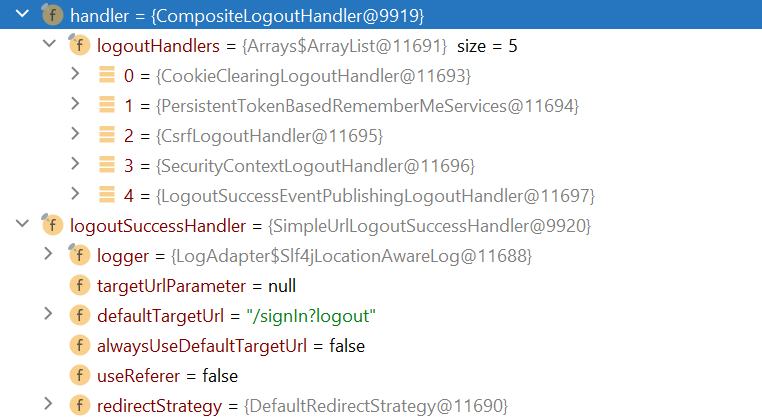 handler = {CompositeLogoutHandler@9919}
logoutHandlers = {Arrays$ArrayList@11691} size = 5
0 = {CookieClearingLogoutHandler@11693}
1 = {PersistentTokenBasedRememberMeServices@11694}
2 = {CsrfLogoutHandler@11695}
3 = {SecurityContextLogoutHandler@11696}
4 = {LogoutSuccessEventPublishingLogoutHandler@11697}
logoutSuccessHandler = {SimpleUrlLogoutSuccessHandler@9920}
logger = {LogAdapter$Slf4jLocationAwareLog@11688}
targetUrlParameter = null
defaultTargetUrl = "/signIn?logout"
alwaysUseDefaultTargetUrl = false
useReferer = false
redirectStrategy = {DefaultRedirectStrategy@11690}